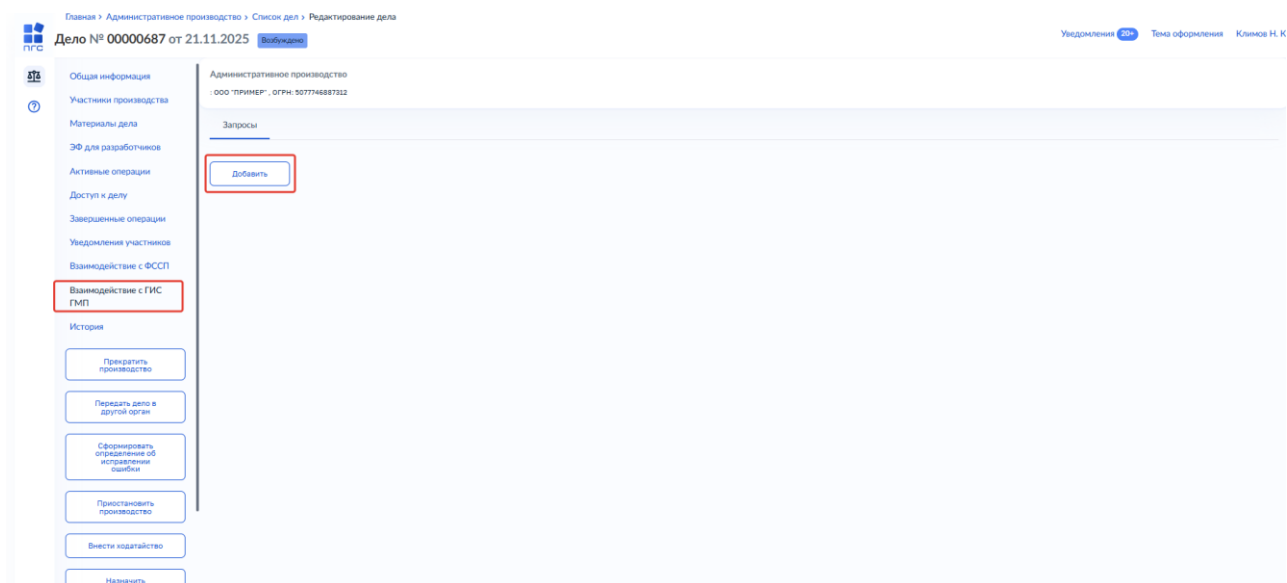 Главная > Административное производство > Список дел > Редактирование дела
ПГС
Дело № 00000687 от 21.11.2025 Возбуждено
Уведомления 20+ Тема оформления Климов Н. К
Общая информация
Участники производства
Материалы дела
ЭФ для разработчиков
Активные операции
Доступ к делу
Завершенные операции
Уведомления участников
Взаимодействие с ФССП
Взаимодействие с ГИС
ГМП
История
Прекратить
производство
Передать дело в
другой орган
Сформировать
определение об
исправлении
ошибки
Приостановить
производство
Внести ходатайство
Назначить
Административное производство
: ООО "ПРИМЕР" , ОГРН: 5077746887312
Запросы
Добавить